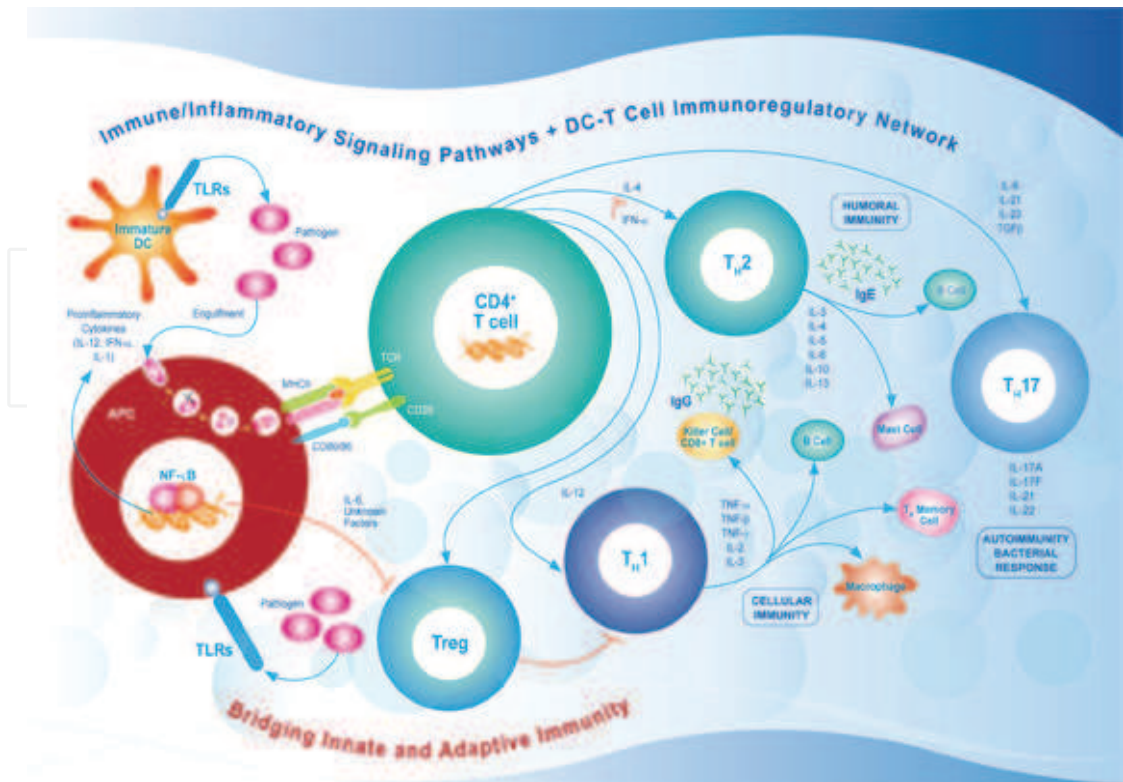 Immune/Inflammatory Signaling Pathways + DC-T Cell Immunoregulatory Network
TLRs
Immature
DC
Pathogen
Proinflammatory
Cytokines
(IL-12, IFN-α,
IL-1)
Engulfment
APC
NF-κB
MHCII
TCR
CD28
CD80/86
CD4+
T cell
IL-4
IFN-α
TH2
HUMORAL
IMMUNITY
IgE
B Cell
IL-6
IL-21
IL-23
TGFβ
IL-3
IL-4
IL-5
IL-6
IL-10
IL-13
TH17
IgG
Killer Cell/
CD8+ T cell
B Cell
Mast Cell
IL-17A
IL-17F
IL-21
IL-22
AUTOIMMUNITY
BACTERIAL
RESPONSE
IL-6,
Unknown
Factors
IL-12
TH1
TNF-α
TNF-β
IL-2
IL-3
Memory
Cell
Macrophage
CELLULAR
IMMUNITY
Pathogen
TLRs
Treg
Bridging Innate and Adaptive Immunity